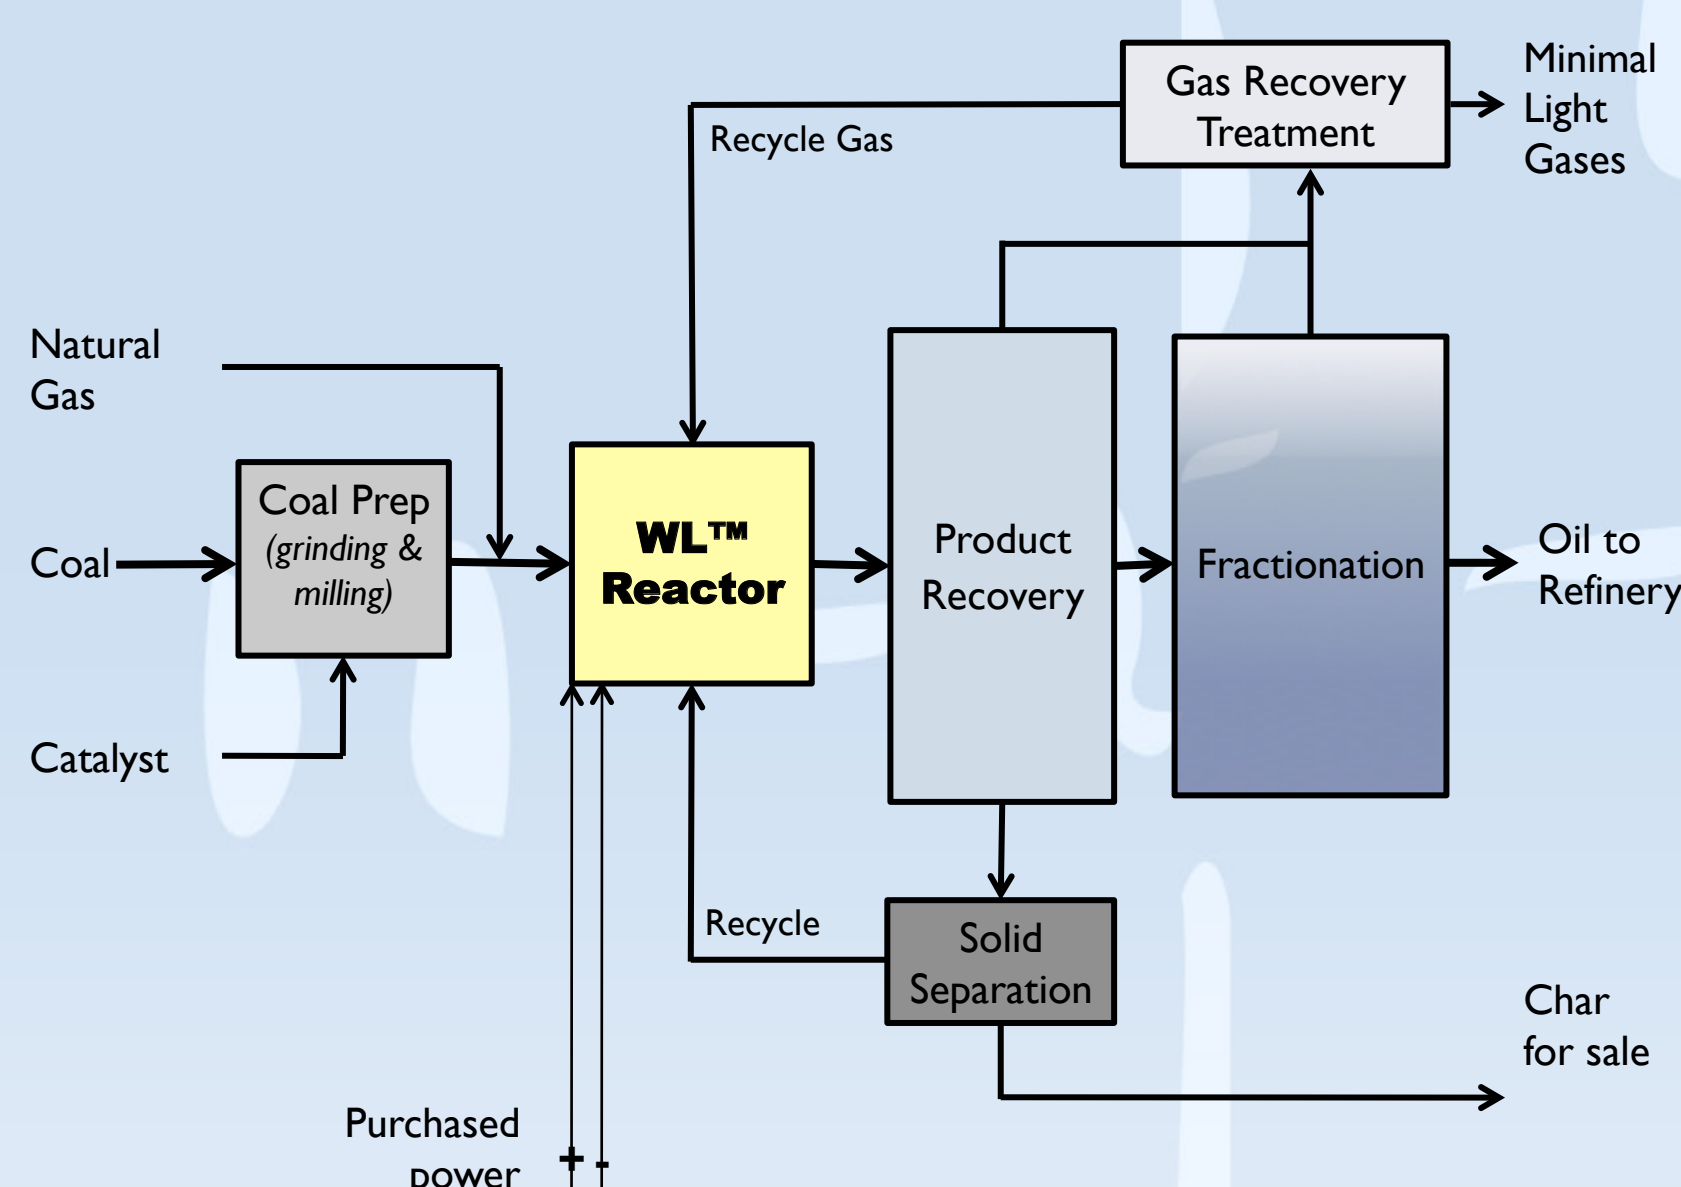 Minimal
Light
Gases
Gas Recovery
Treatment
Recycle Gas
Natural
Gas
Coal Prep
(grinding &
milling)
Coal
WL™
Reactor
Product
Recovery
Fractionation
Oil to
Refinery
Catalyst
Recycle
Solid
Separation
Char
for sale
Purchased
power
+ -